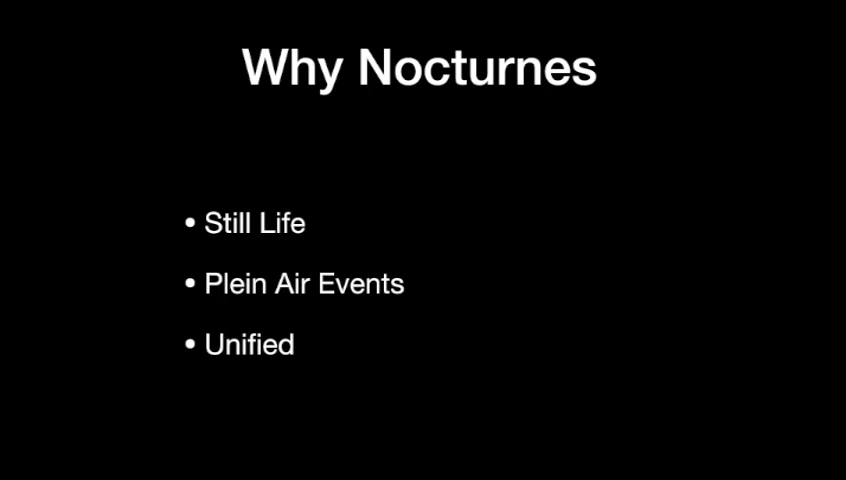 Why Nocturnes
• Still Life
• Plein Air Events
• Unified